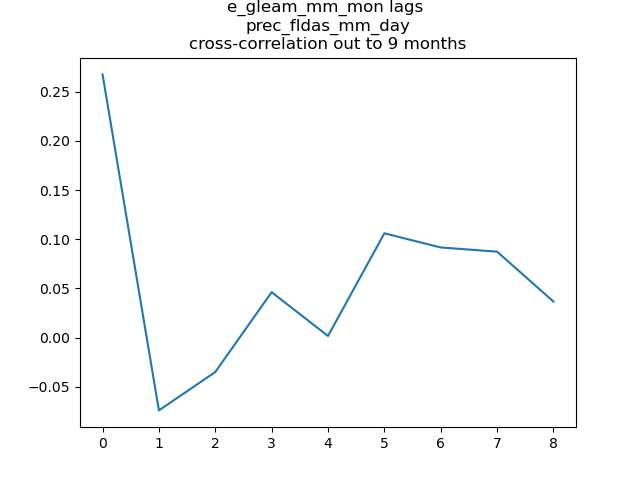 e_gleam_mm_mon lags
prec_fldas_mm_day
cross-correlation out to 9 months
0.25
0.20
0.15
0.10
0.05
0.00
−0.05
0 1 2 3 4 5 6 7 8